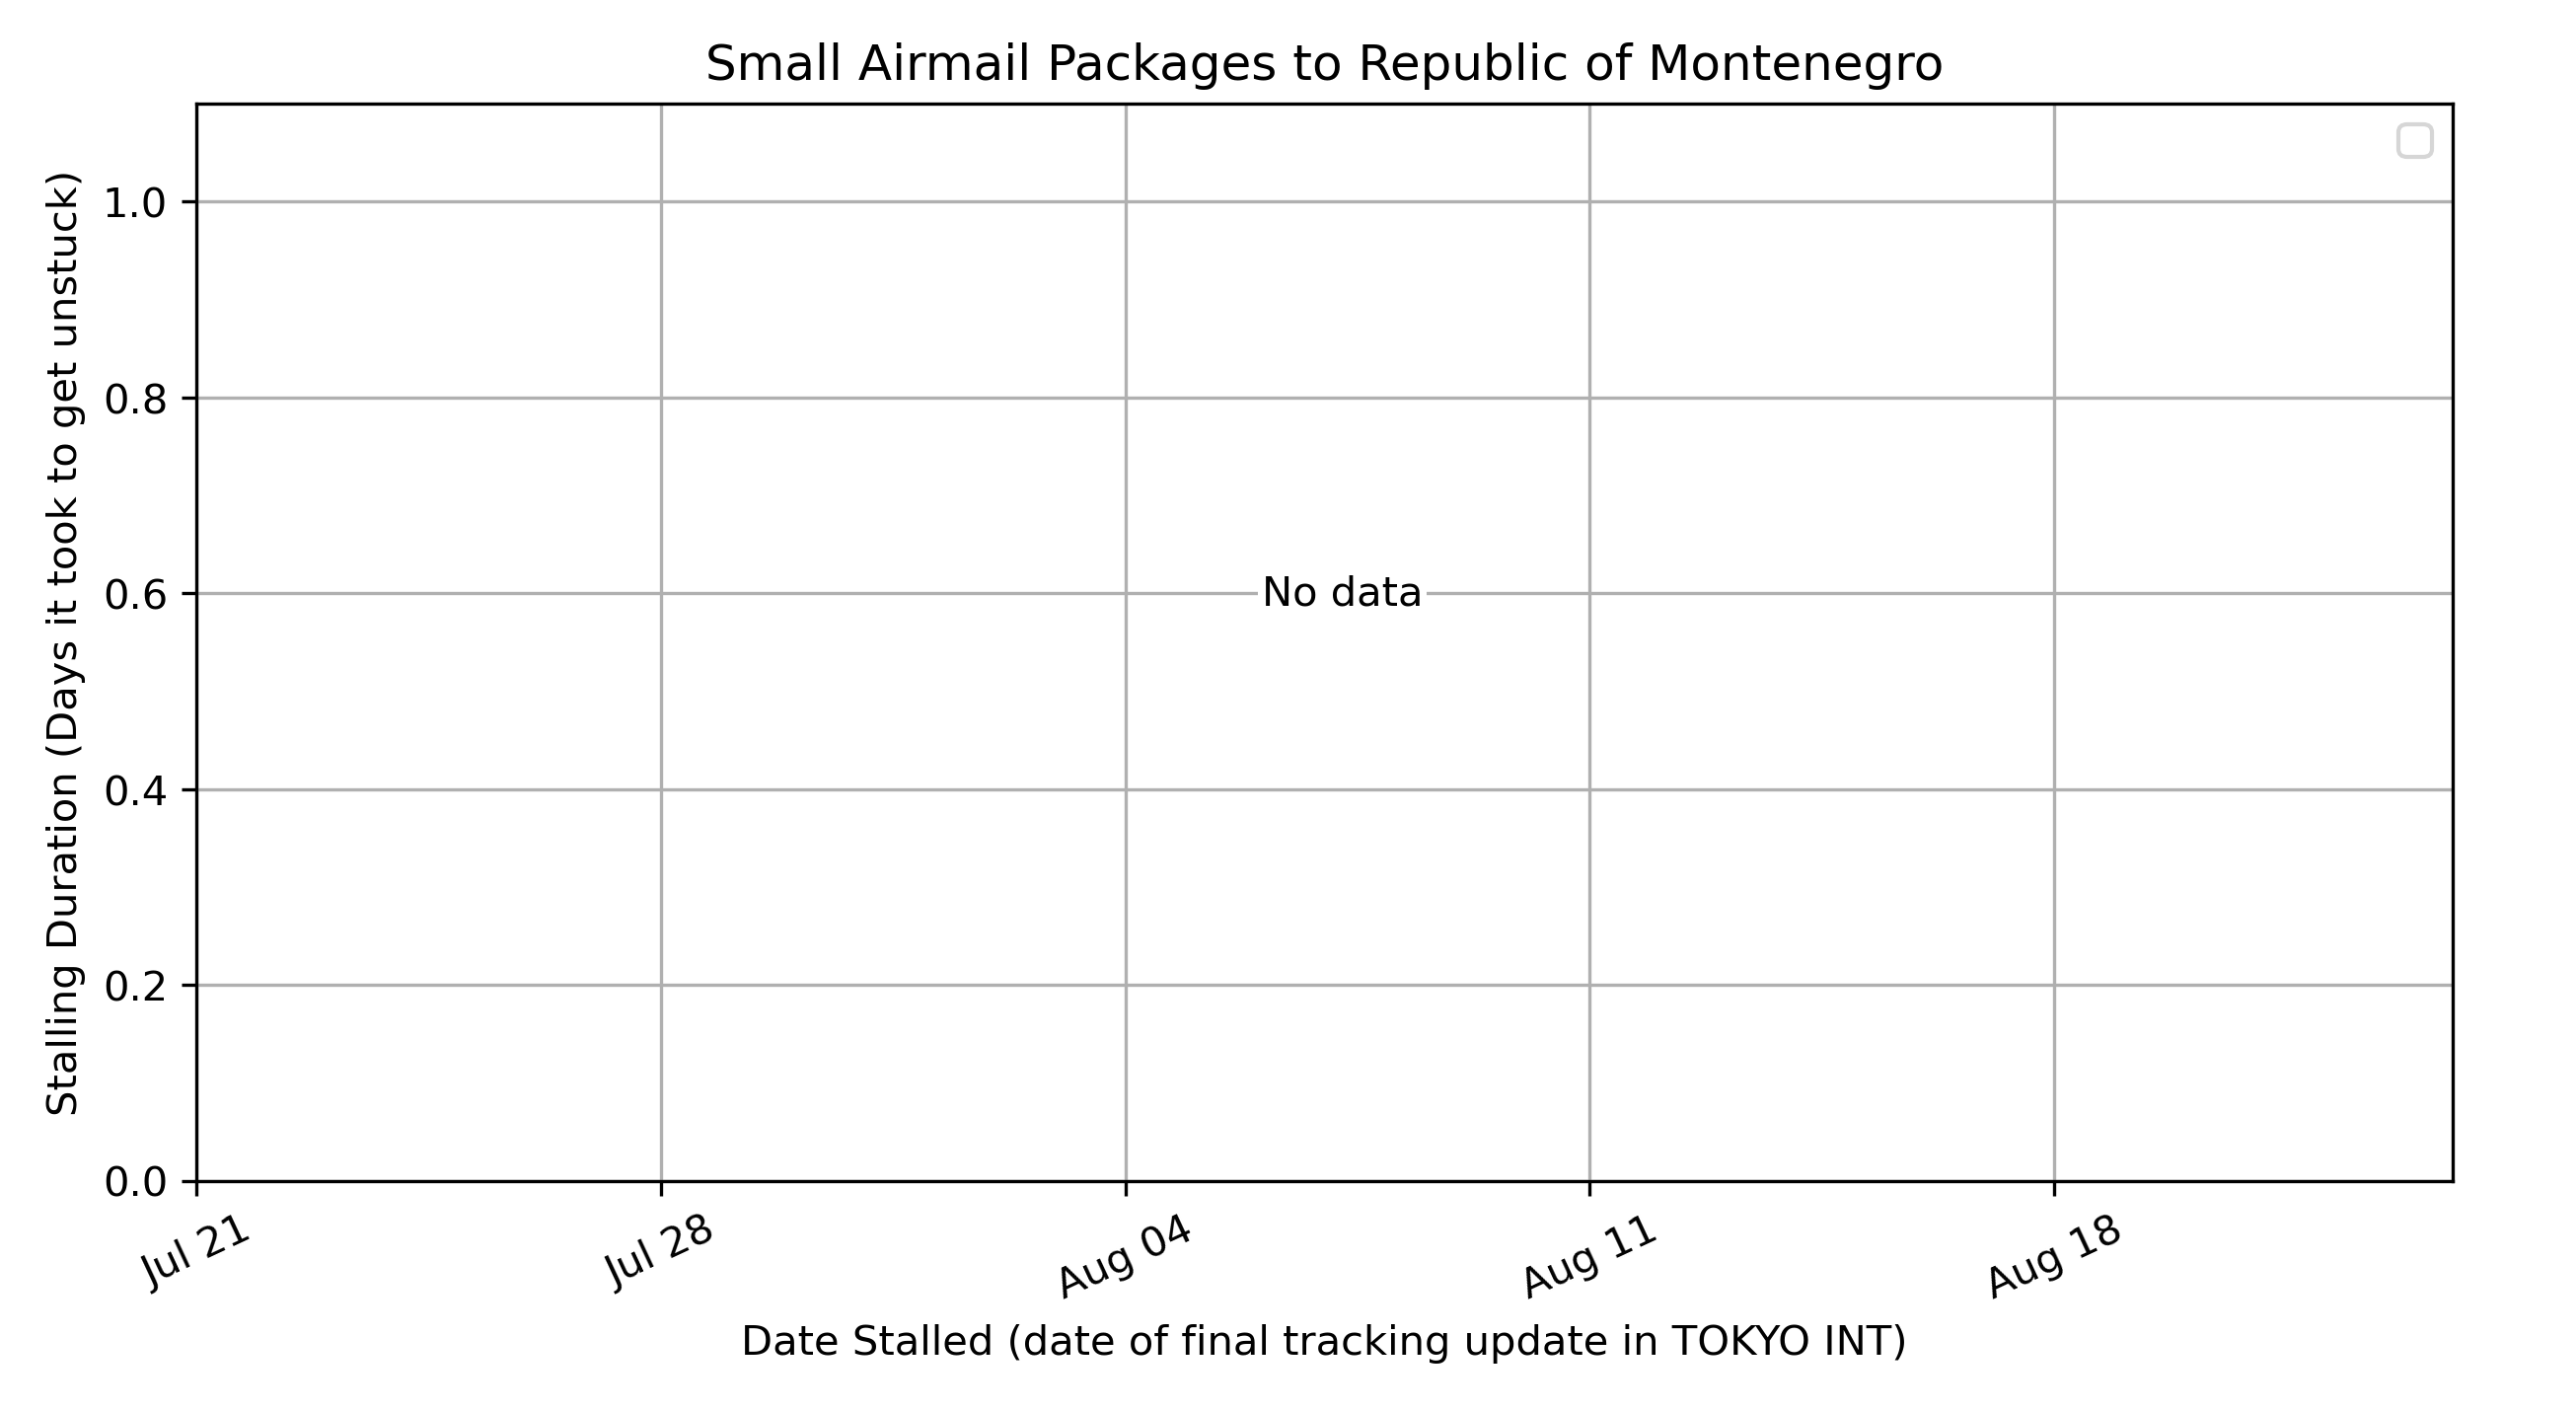 Small Airmail Packages to Republic of Montenegro
Stalling Duration (Days it took to get unstuck)
1.0
0.8
0.6
0.4
0.2
0.0
No data
Jul 21
Jul 28
Aug 04
Aug 11
Aug 18
Date Stalled (date of final tracking update in TOKYO INT)